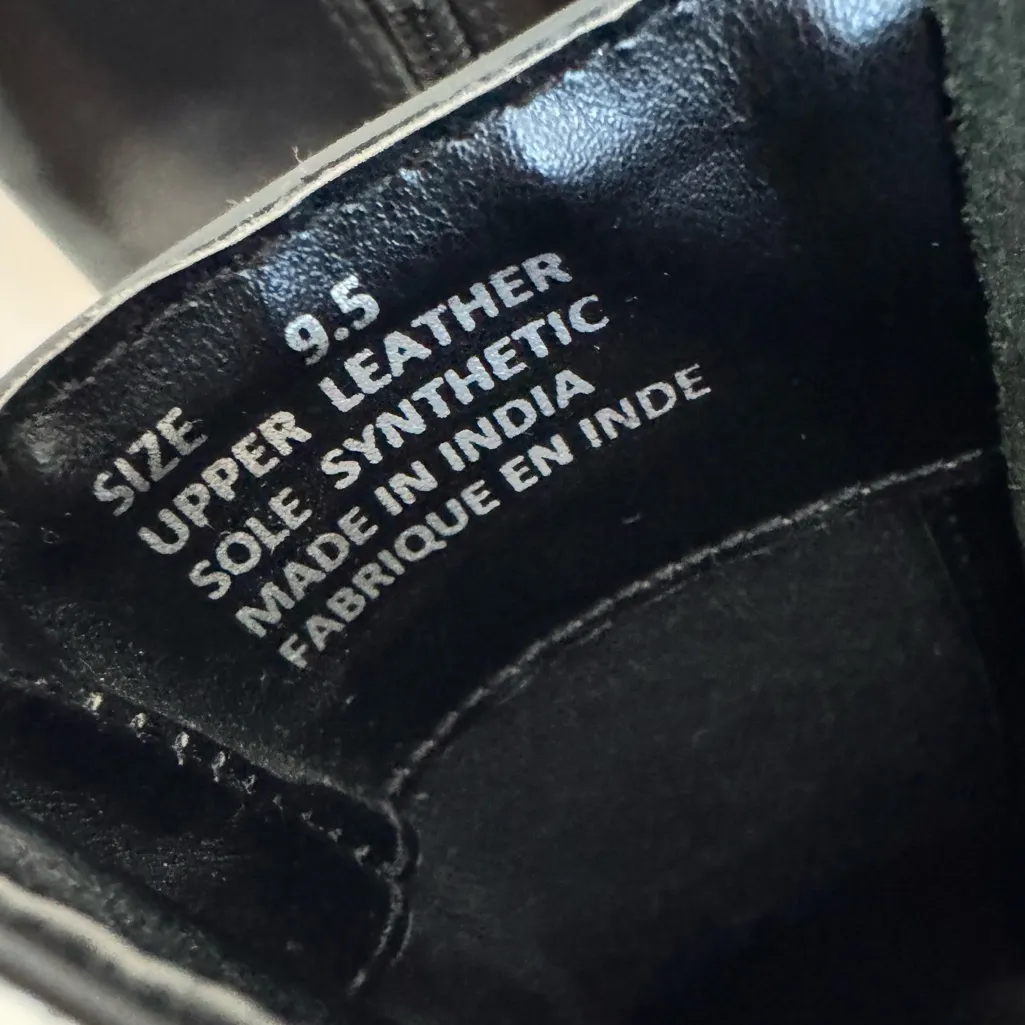 SIZE 9.5
UPPER LEATHER
SOLE SYNTHETIC
MADE IN INDIA
FABRIQUE EN INDE